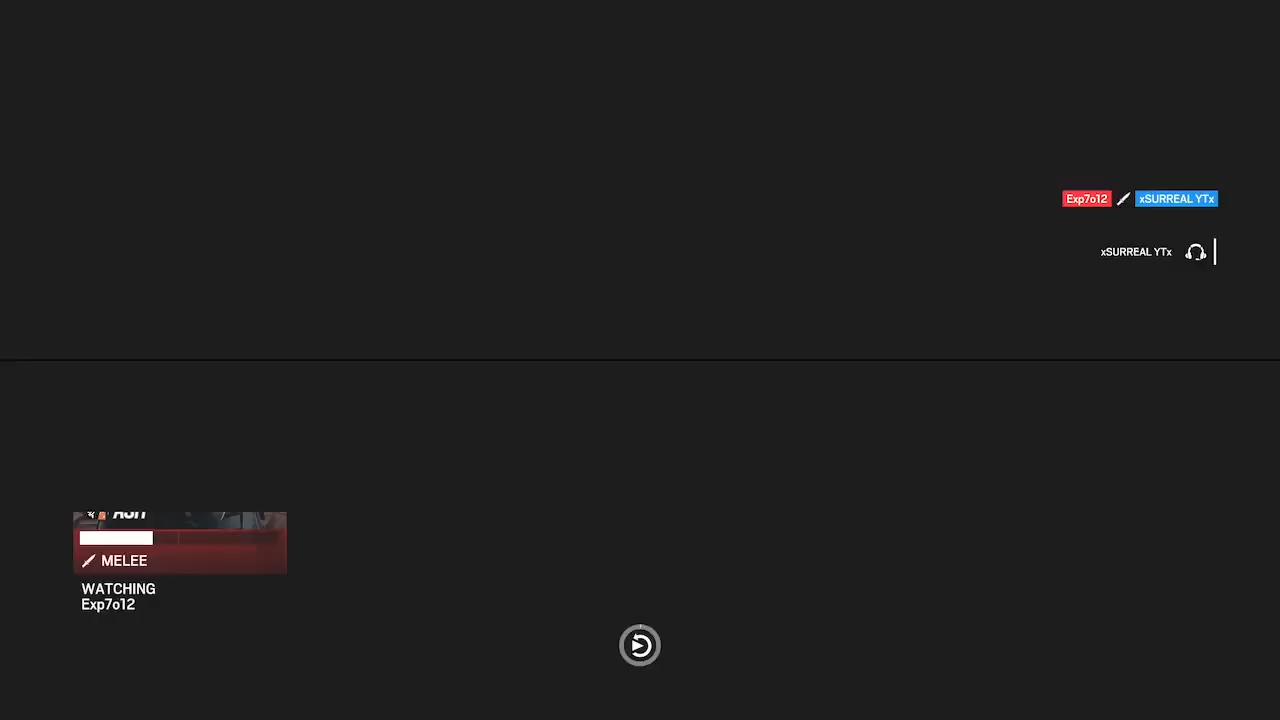 Exp7o12 xSURREAL YTx
xSURREAL YTx
MELEE
WATCHING
Exp7o12